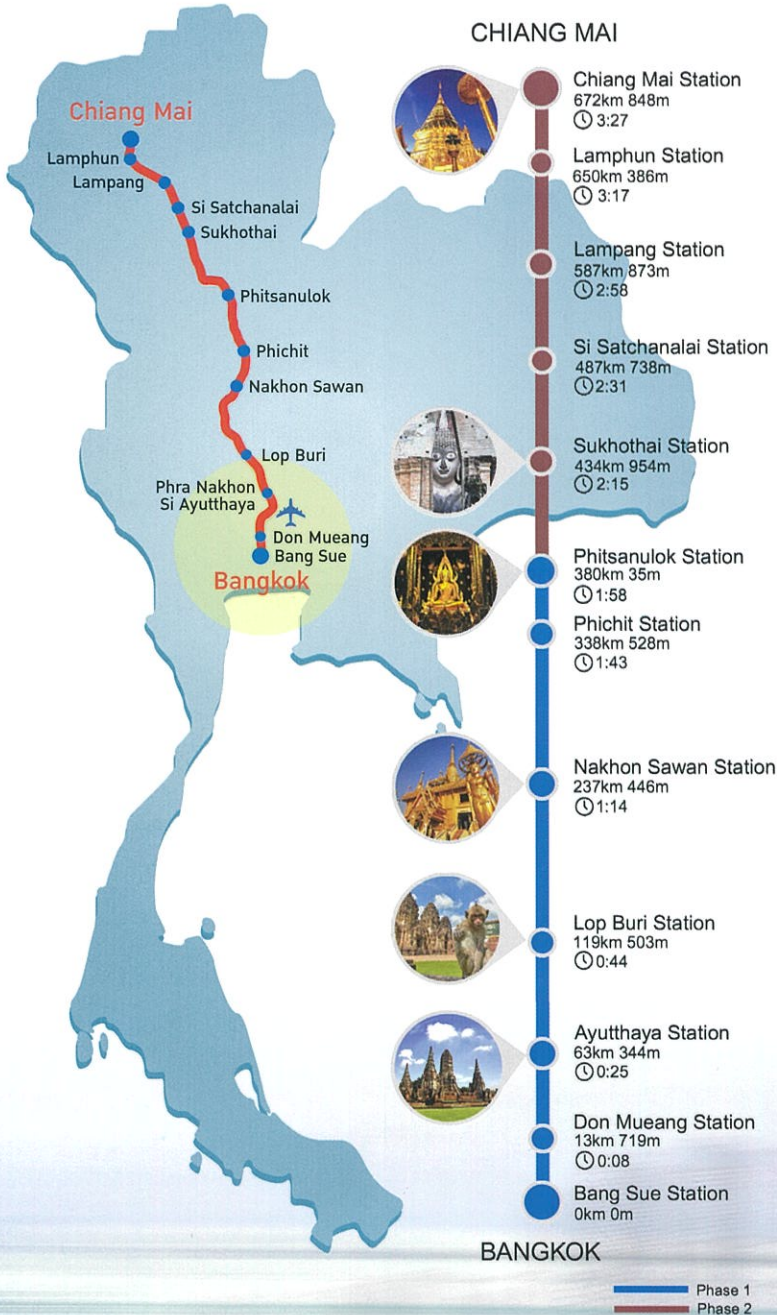 CHIANG MAI
Chiang Mai
Lamphun
Lampang
Si Satchanalai
Sukhothai
Phitsanulok
Phichit
Nakhon Sawan
Lop Buri
Phra Nakhon
Si Ayutthaya
Don Mueang
Bang Sue
Bangkok
Chiang Mai Station
672km 848m
3:27
Lamphun Station
650km 386m
3:17
Lampang Station
587km 873m
2:58
Si Satchanalai Station
487km 738m
2:31
Sukhothai Station
434km 954m
2:15
Phitsanulok Station
380km 35m
1:58
Phichit Station
338km 528m
1:43
Nakhon Sawan Station
237km 446m
1:14
Lop Buri Station
119km 503m
0:44
Ayutthaya Station
63km 344m
0:25
Don Mueang Station
13km 719m
0:08
Bang Sue Station
0km 0m
BANGKOK
Phase 1
Phase 2